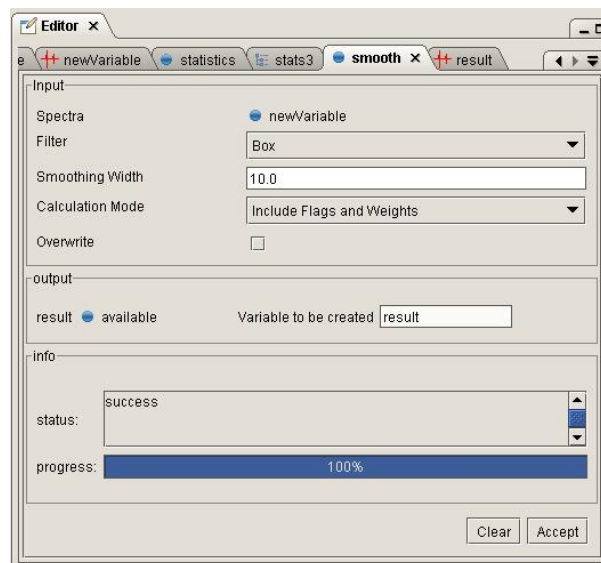 Editor
e newVariable statistics stats3 smooth result
Input
Spectra newVariable
Filter Box
Smoothing Width 10.0
Calculation Mode Include Flags and Weights
Overwrite
output
result available Variable to be created result
info
status: success
progress: 100%
Clear Accept